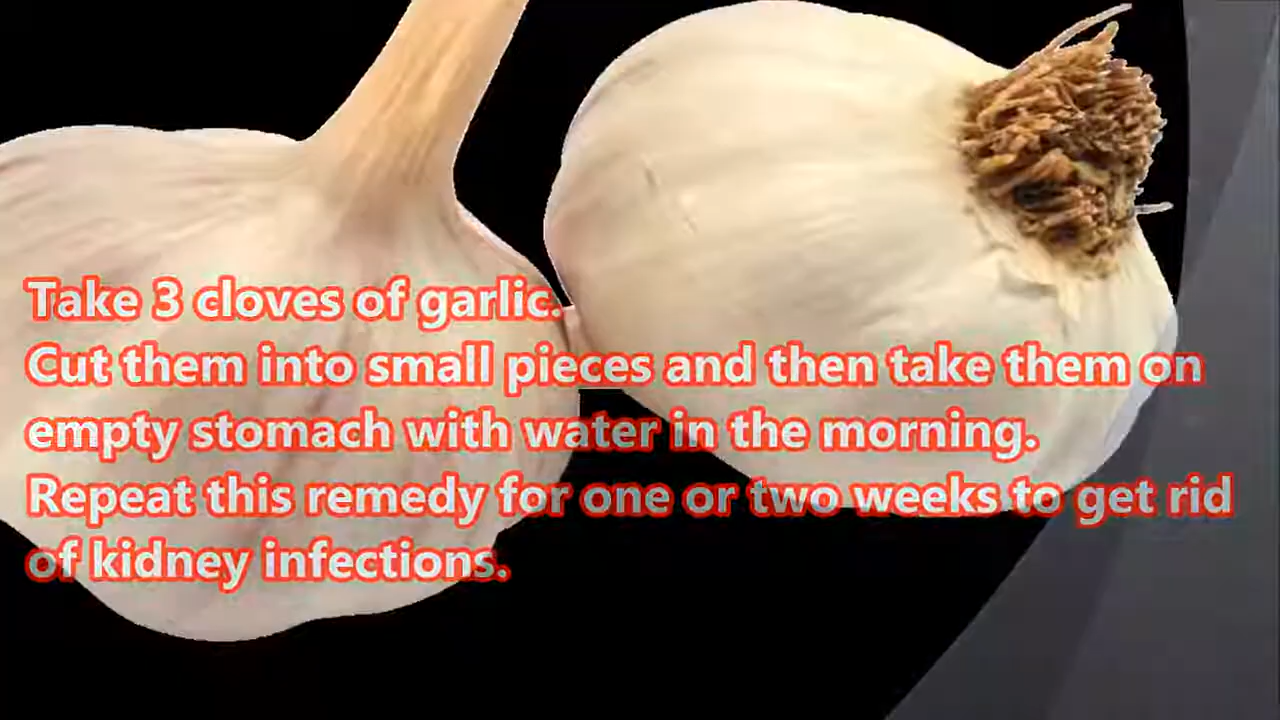 Take 3 cloves of garlic.
Cut them into small pieces and then take them on
empty stomach with water in the morning.
Repeat this remedy for one or two weeks to get rid
of kidney infections.